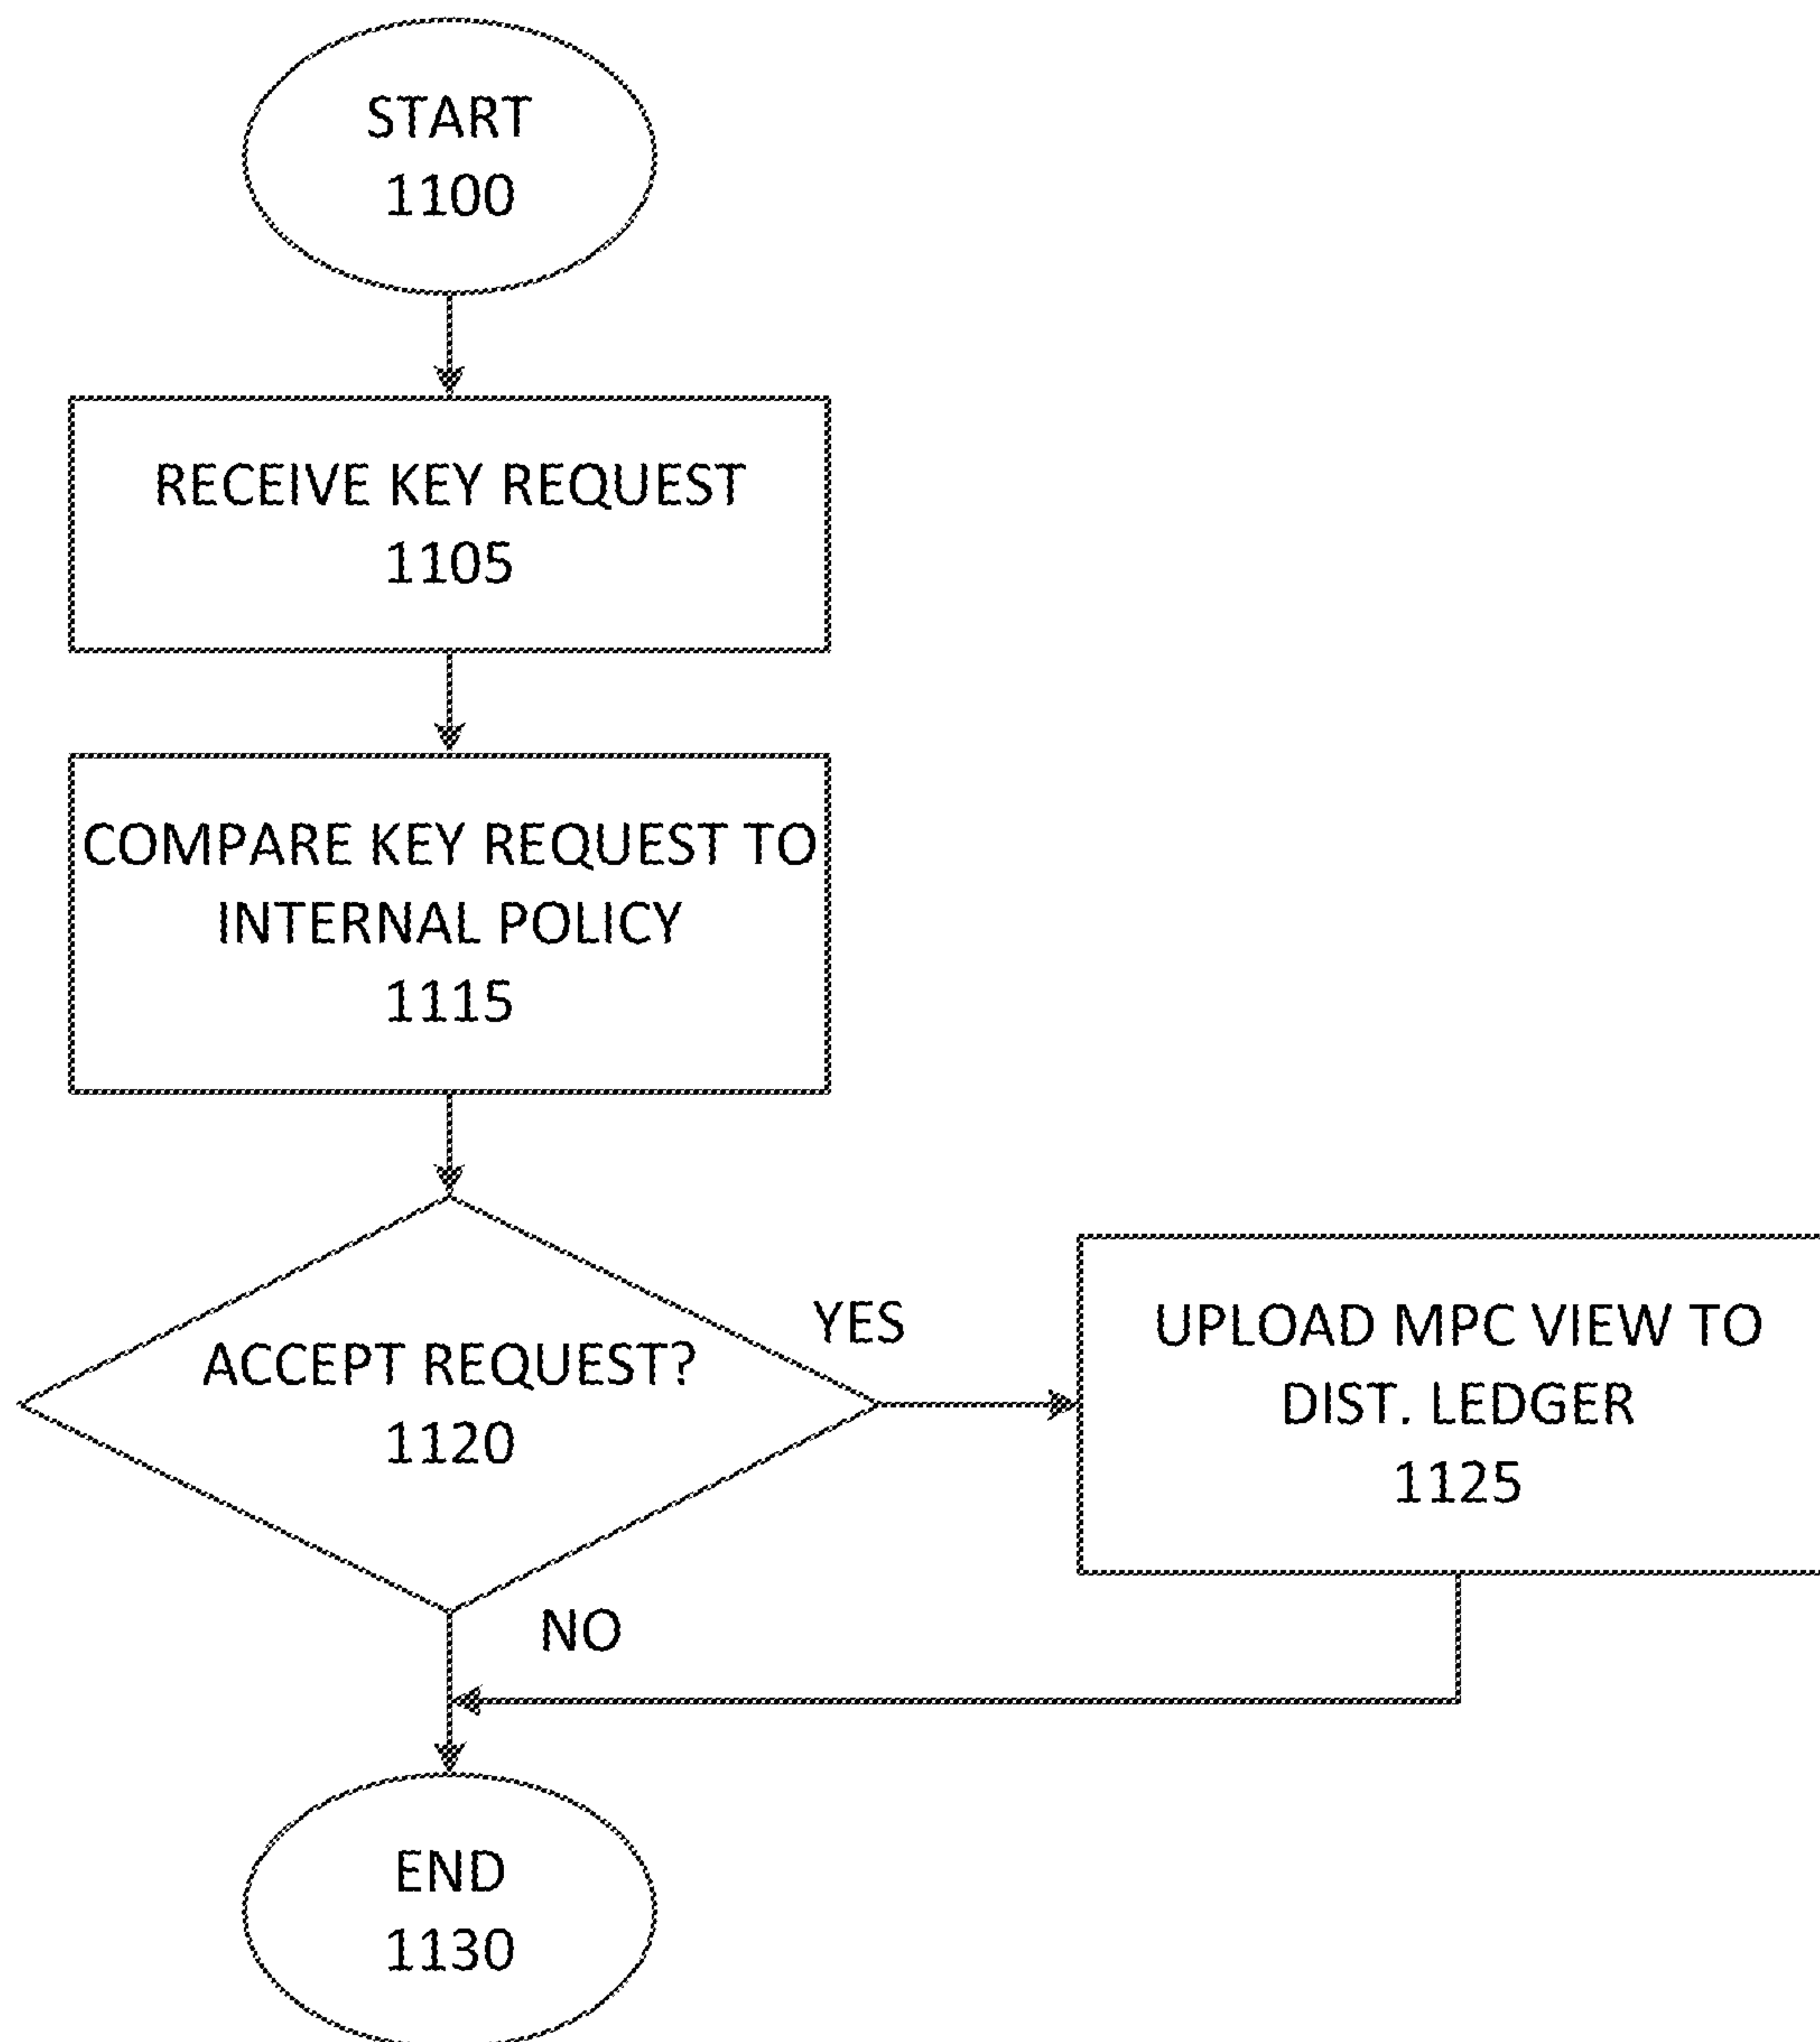 START
1100
RECEIVE KEY REQUEST
1105
COMPARE KEY REQUEST TO
INTERNAL POLICY
1115
ACCEPT REQUEST?
1120
YES
UPLOAD MPC VIEW TO
DIST. LEDGER
1125
NO
END
1130